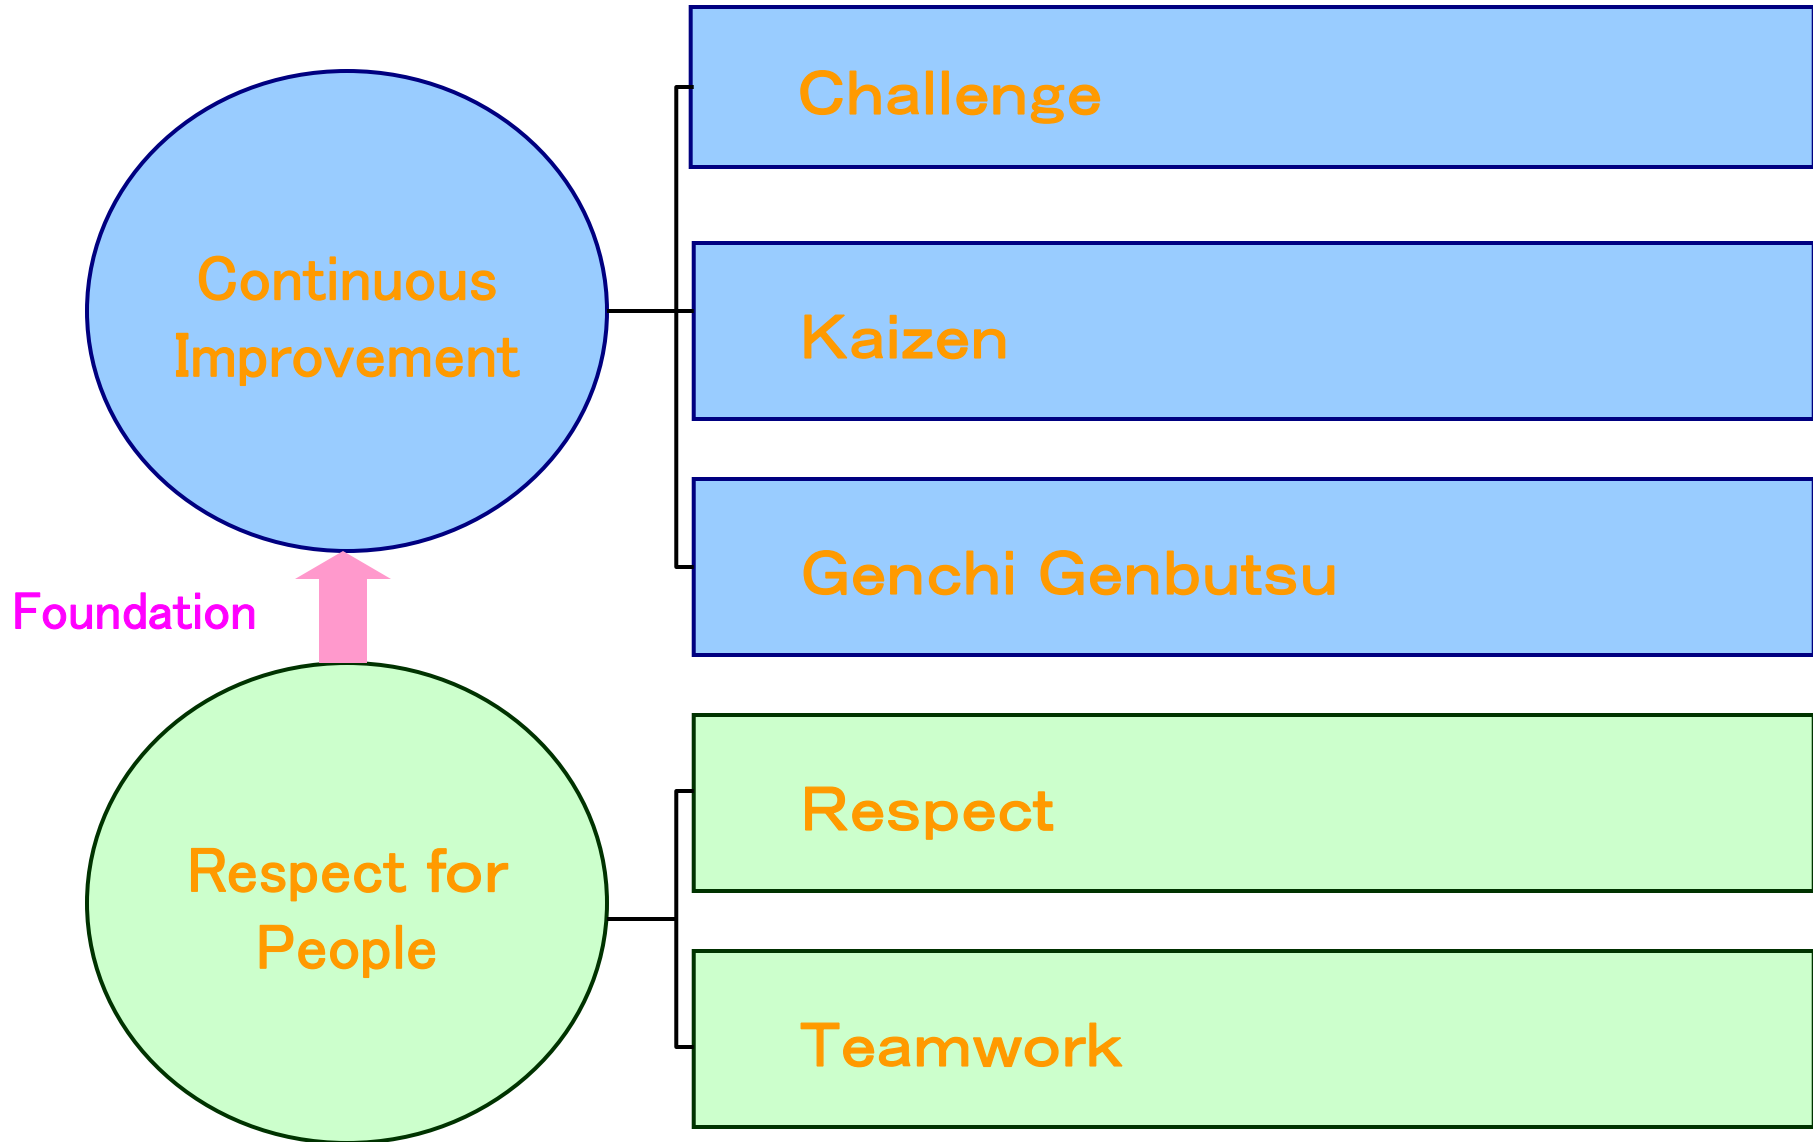 Challenge
Continuous
Improvement
Kaizen
Genchi Genbutsu
Foundation
Respect for
People
Respect
Teamwork